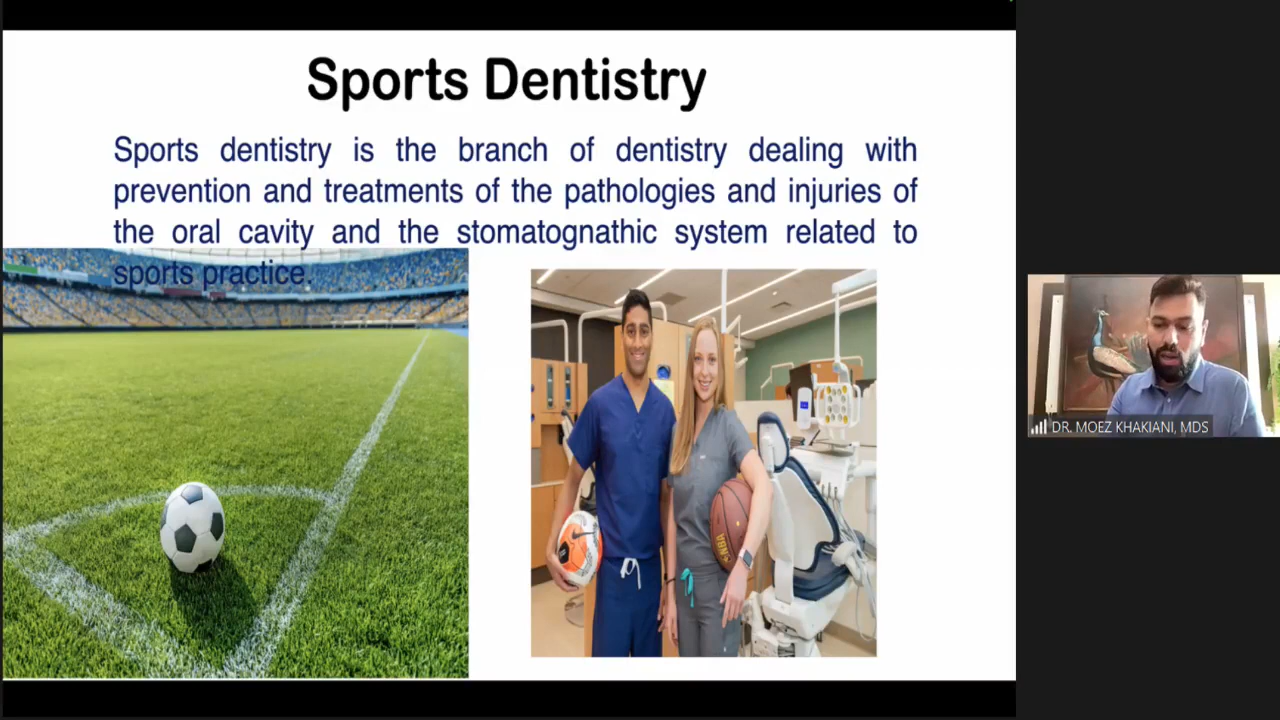 Sports Dentistry
Sports dentistry is the branch of dentistry dealing with
prevention and treatments of the pathologies and injuries of
the oral cavity and the stomatognathic system related to
sports practice.
NBA
DR. MOEZ KHAKIANI, MDS